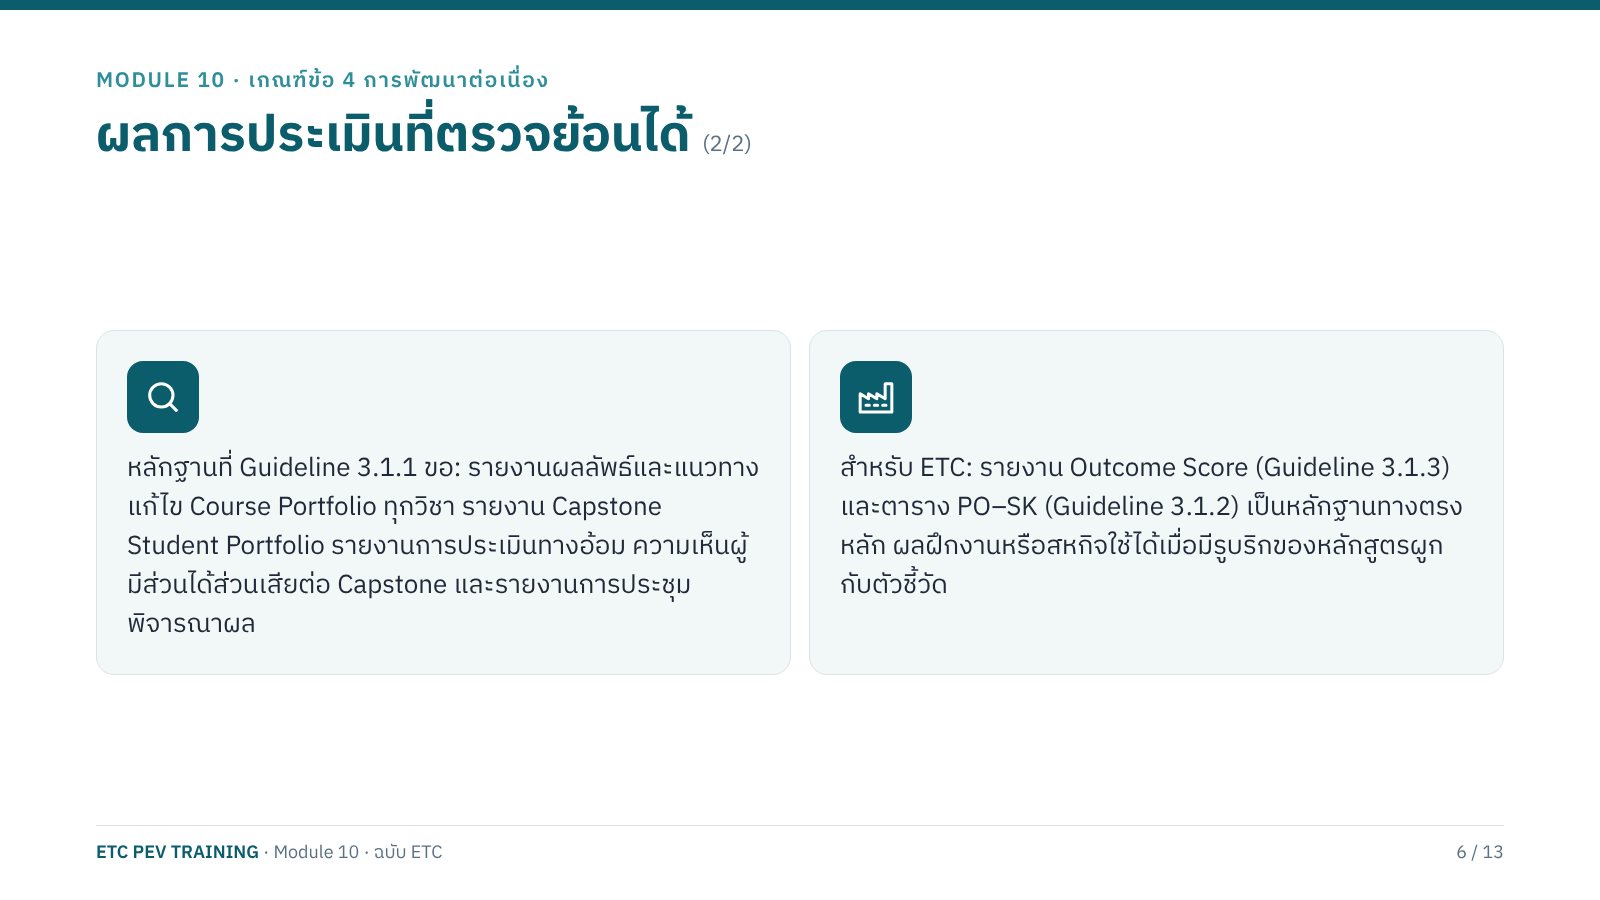 MODULE 10 · เกณฑ์ข้อ 4 การพัฒนาต่อเนื่อง
ผลการประเมินที่ตรวจย้อนได้ (2/2)
หลักฐานที่ Guideline 3.1.1 ขอ: รายงานผลลัพธ์และแนวทาง
แก้ไข Course Portfolio ทุกวิชา รายงาน Capstone
Student Portfolio รายงานการประเมินทางอ้อม ความเห็นผู้
มีส่วนได้ส่วนเสียต่อ Capstone และรายงานการประชุม
พิจารณาผล
สำหรับ ETC: รายงาน Outcome Score (Guideline 3.1.3)
และตาราง PO–SK (Guideline 3.1.2) เป็นหลักฐานทางตรง
หลัก ผลฝึกงานหรือสหกิจใช้ได้เมื่อมีรูบริกของหลักสูตรผูก
กับตัวชี้วัด
ETC PEV TRAINING · Module 10 · ฉบับ ETC
6 / 13